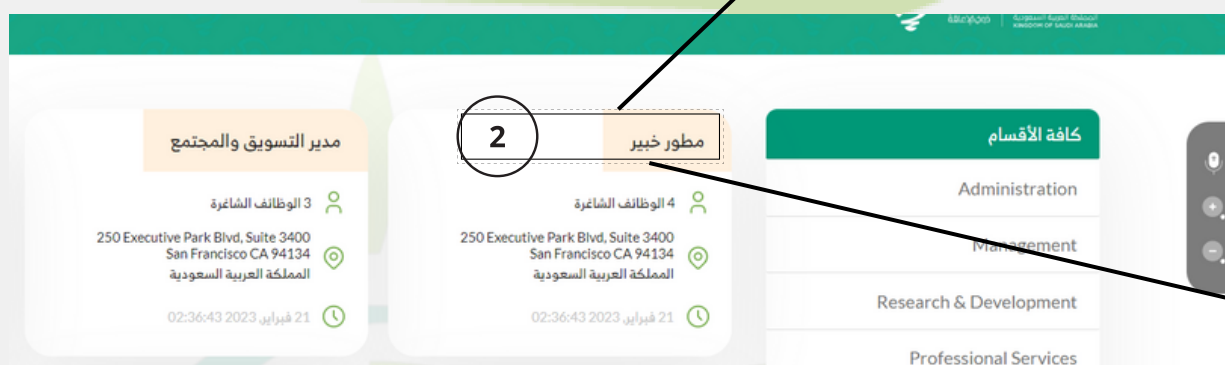 المملكة العربية السعودية
KINGDOM OF SAUDI ARABIA
كافة الأقسام
Administration
Management
Research & Development
Professional Services
2
مطور خبير
4 الوظائف الشاغرة
250 Executive Park Blvd, Suite 3400
San Francisco CA 94134
المملكة العربية السعودية
21 فبراير, 2023 02:36:43
مدير التسويق والمجتمع
3 الوظائف الشاغرة
250 Executive Park Blvd, Suite 3400
San Francisco CA 94134
المملكة العربية السعودية
21 فبراير, 2023 02:36:43